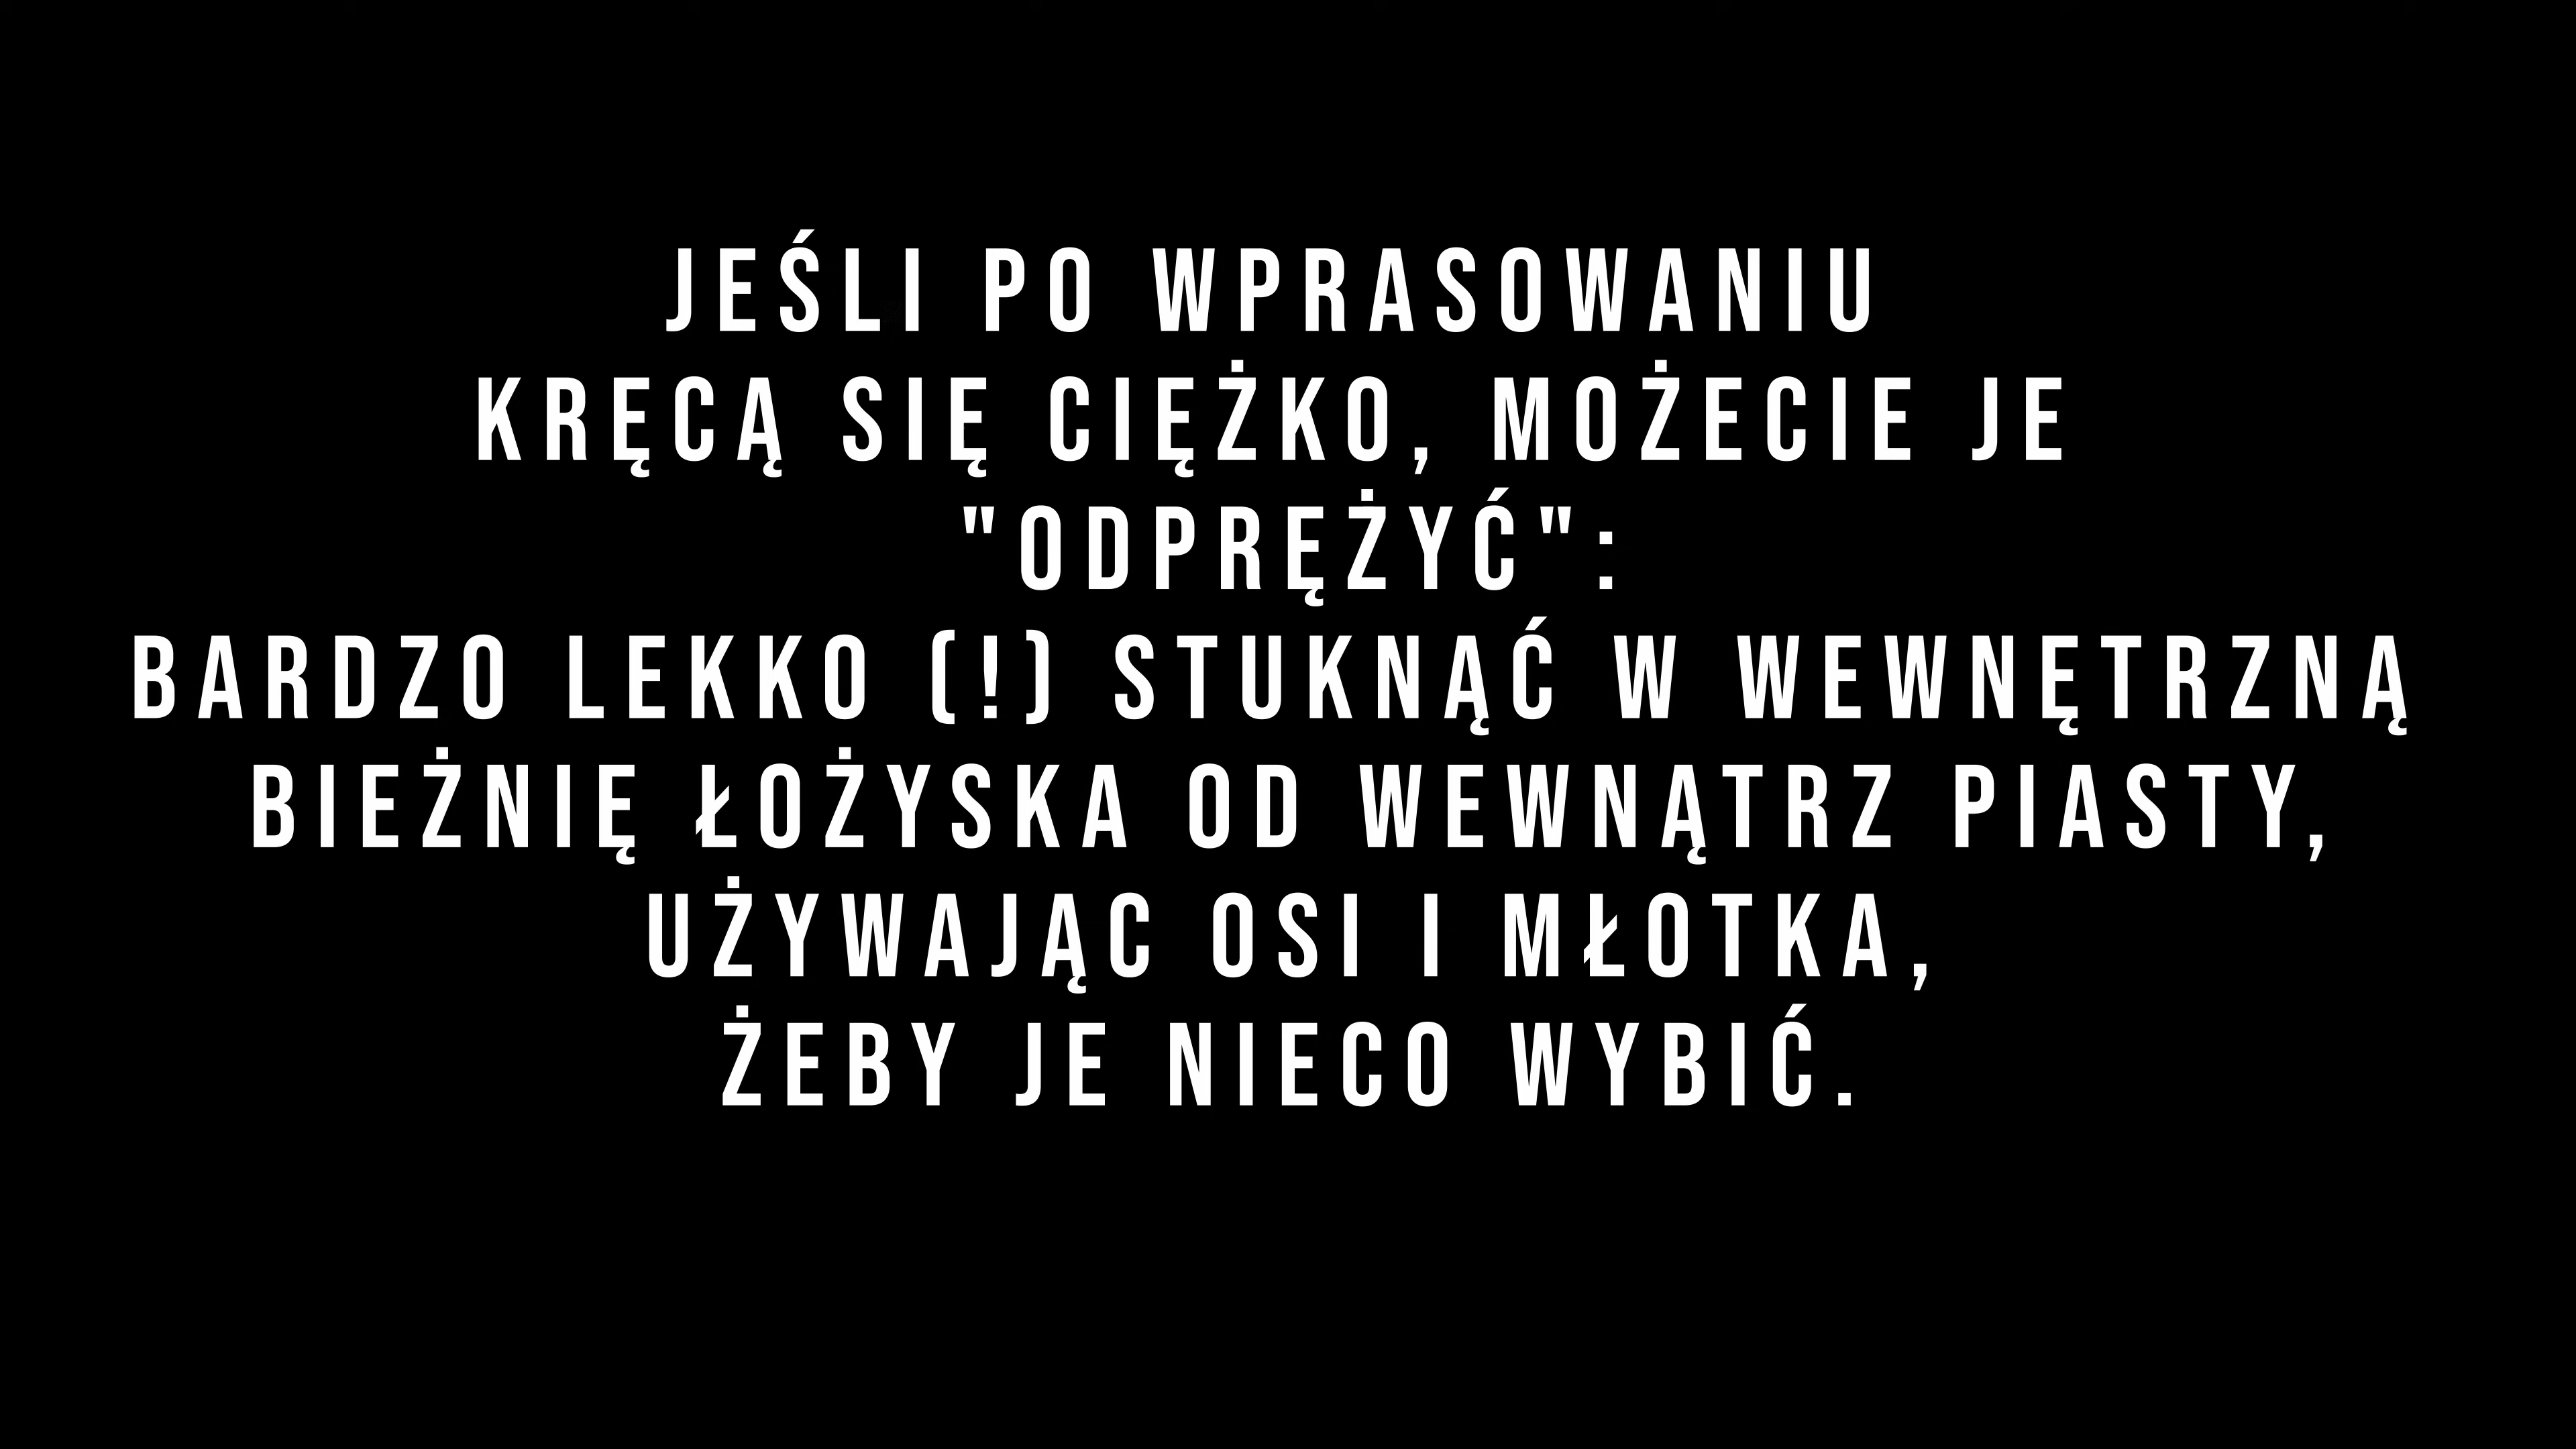 JEŚLI PO WPRASOWANIU
KRĘCĄ SIĘ CIĘŻKO, MOŻECIE JE
"ODPRĘŻYĆ":
BARDZO LEKKO (!) STUKNĄĆ W WEWNĘTRZNĄ
BIEŻNIĘ ŁOŻYSKA OD WEWNĄTRZ PIASTY,
UŻYWAJĄC OSI I MŁOTKA,
ŻEBY JE NIECO WYBIĆ.